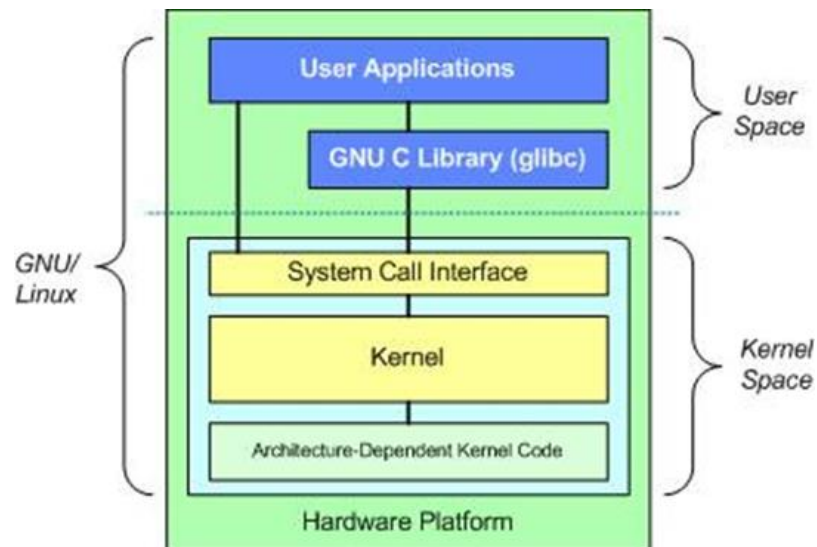 User Applications
GNU C Library (glibc)
User
Space
GNU/
Linux
System Call Interface
Kernel
Architecture-Dependent Kernel Code
Kernel
Space
Hardware Platform